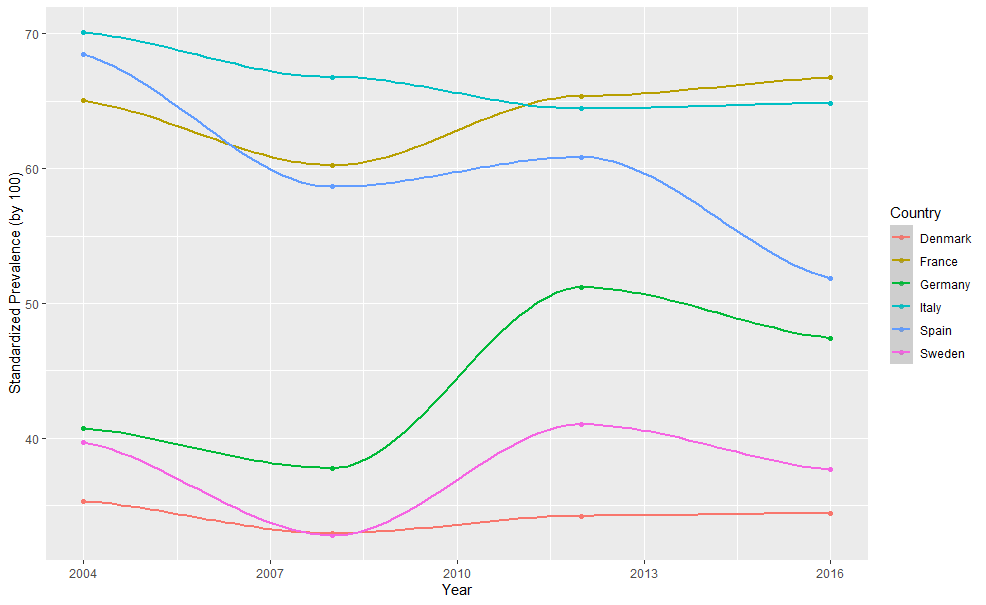 70
60
50
40
Standardized Prevalence (by 100)
2004
2007
2010
2013
2016
Year
Country
Denmark
France
Germany
Italy
Spain
Sweden